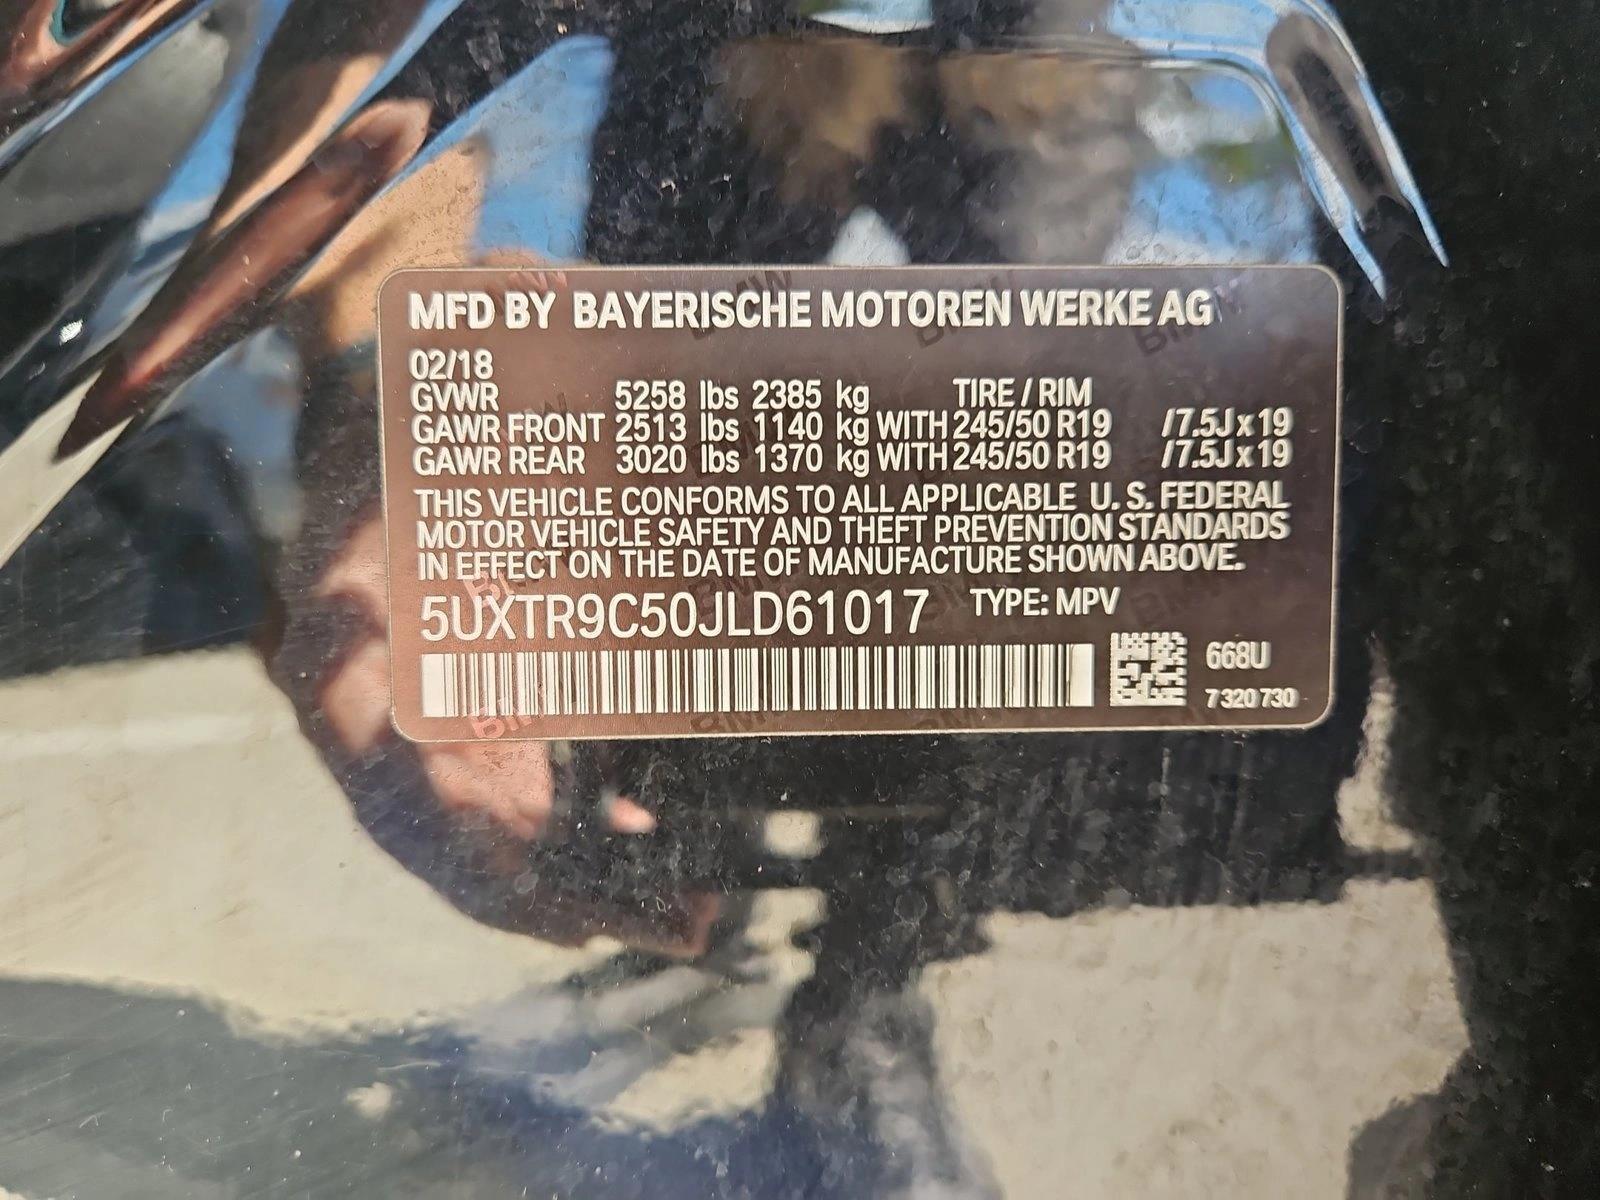 MFD BY BAYERISCHE MOTOREN WERKE AG
02/18
GVWR 5258 lbs 2385 kg TIRE / RIM
GAWR FRONT 2513 lbs 1140 kg WITH 245/50 R19 /7.5J x 19
GAWR REAR 3020 lbs 1370 kg WITH 245/50 R19 /7.5J x 19
THIS VEHICLE CONFORMS TO ALL APPLICABLE U. S. FEDERAL
MOTOR VEHICLE SAFETY AND THEFT PREVENTION STANDARDS
IN EFFECT ON THE DATE OF MANUFACTURE SHOWN ABOVE.
5UXTR9C50JLD61017 TYPE: MPV
668U
7 320 730